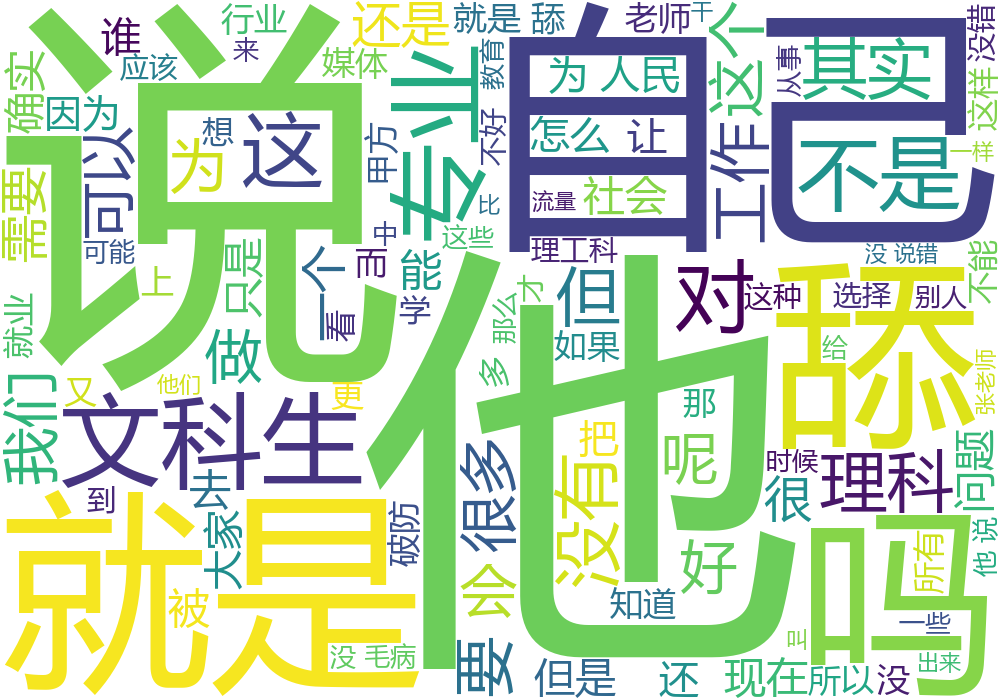 说
他
自己
就是
舔
吗
专业
文科生
这
不是
其实
对
理科
没有
可以
工作
但
呢
很多
我们
做
为
需要
还是
这个
要
好
会
能
很
去
大家
问题
现在
只是
一个
社会
为 人民
怎么
让
因为
确实
谁
应该
行业
来
媒体
就是 舔
老师
干
没错
从事
这样
一样
教育
不好
甲方
想
可能
上
就业
中
而
学
看
比
这些
流量
理工科
没 说错
不能
别人
选择
这种
给
张老师
才
那么
如果
多
那
更
他们
又
把
到
破防
被
时候
知道
所有
他 说
一些
出来
叫
没
所以
还
但是
没 毛病